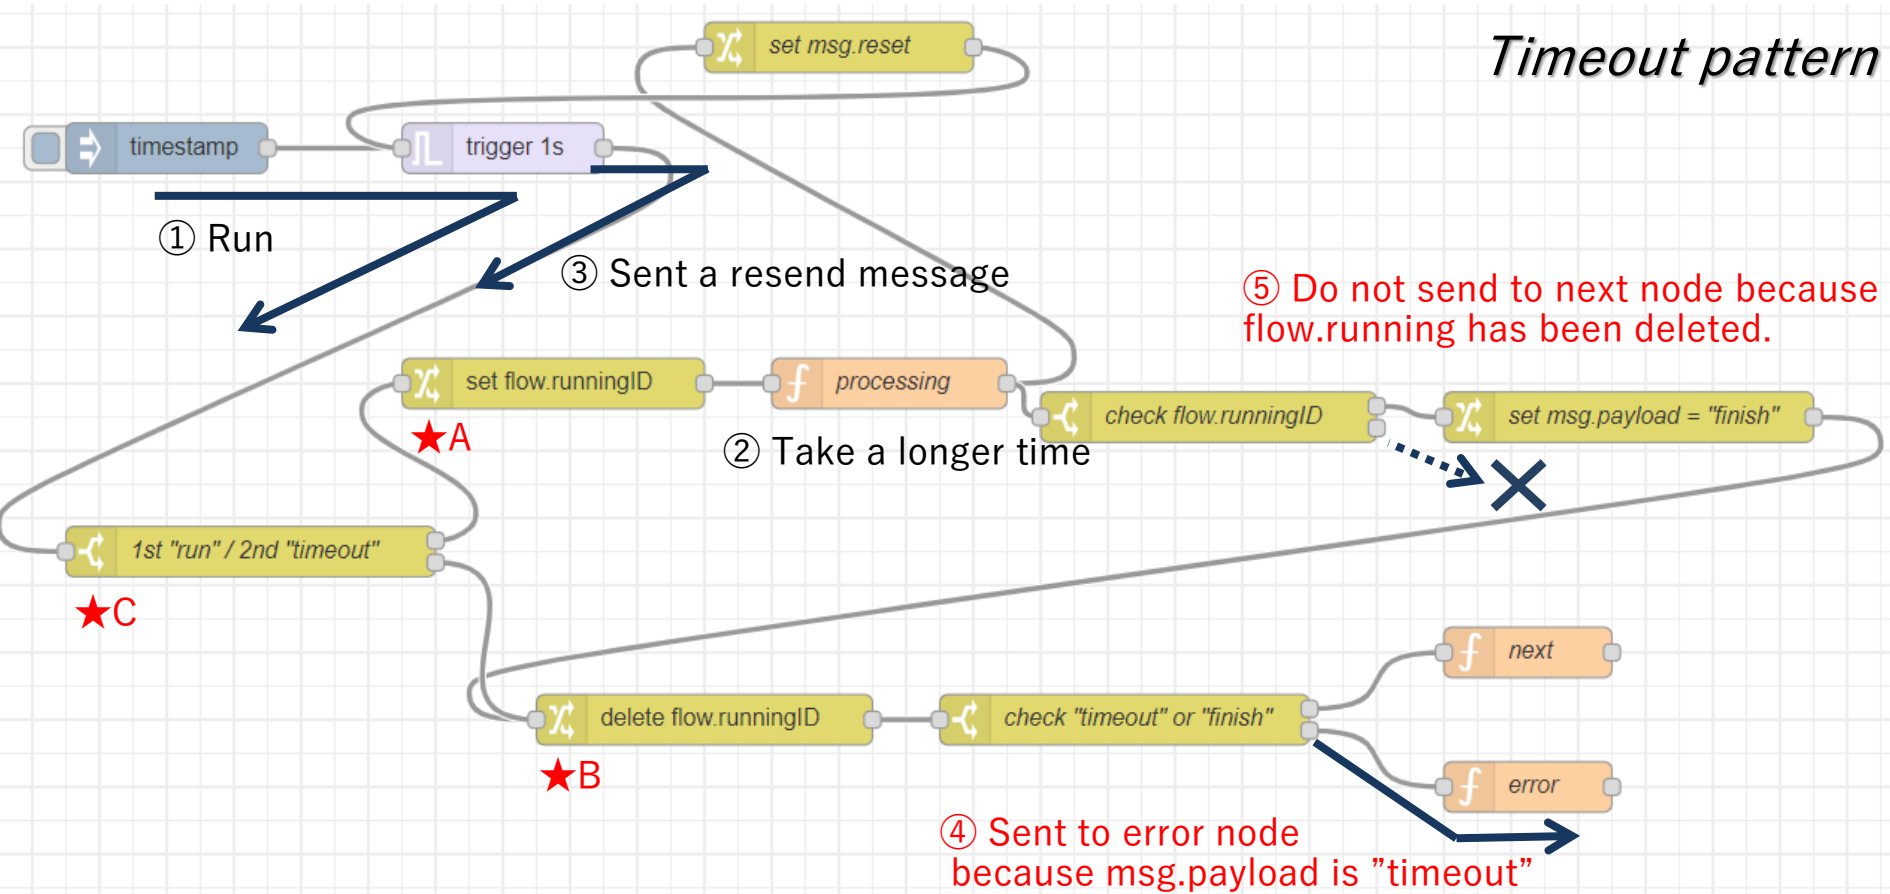 Timeout pattern
set msg.reset
timestamp
trigger 1s
① Run
③ Sent a resend message
⑤ Do not send to next node because
flow.running has been deleted.
set flow.runningID
processing
check flow.runningID
set msg.payload = "finish"
★A
② Take a longer time
1st "run" / 2nd "timeout"
★C
next
delete flow.runningID
check "timeout" or "finish"
★B
error
④ Sent to error node
because msg.payload is ”timeout”